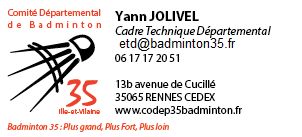 Comité Départemental
de Badminton
Yann JOLIVEL
Cadre Technique Départemental
etd@badminton35.fr
06 17 17 20 51
35
Ille-et-Vilaine
13b avenue de Cucillé
35065 RENNES CEDEX
www.codep35badminton.fr
Badminton 35 : Plus grand, Plus Fort, Plus loin